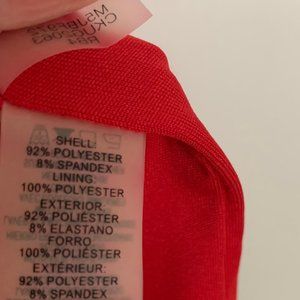 SHELL:
92% POLYESTER
8% SPANDEX
LINING:
100% POLYESTER
EXTERIOR:
92% POLIÉSTER
8% ELASTANO
FORRO
100% POLIÉSTER
EXTÉRIEUR:
92% POLYESTER
8% SPANDEX